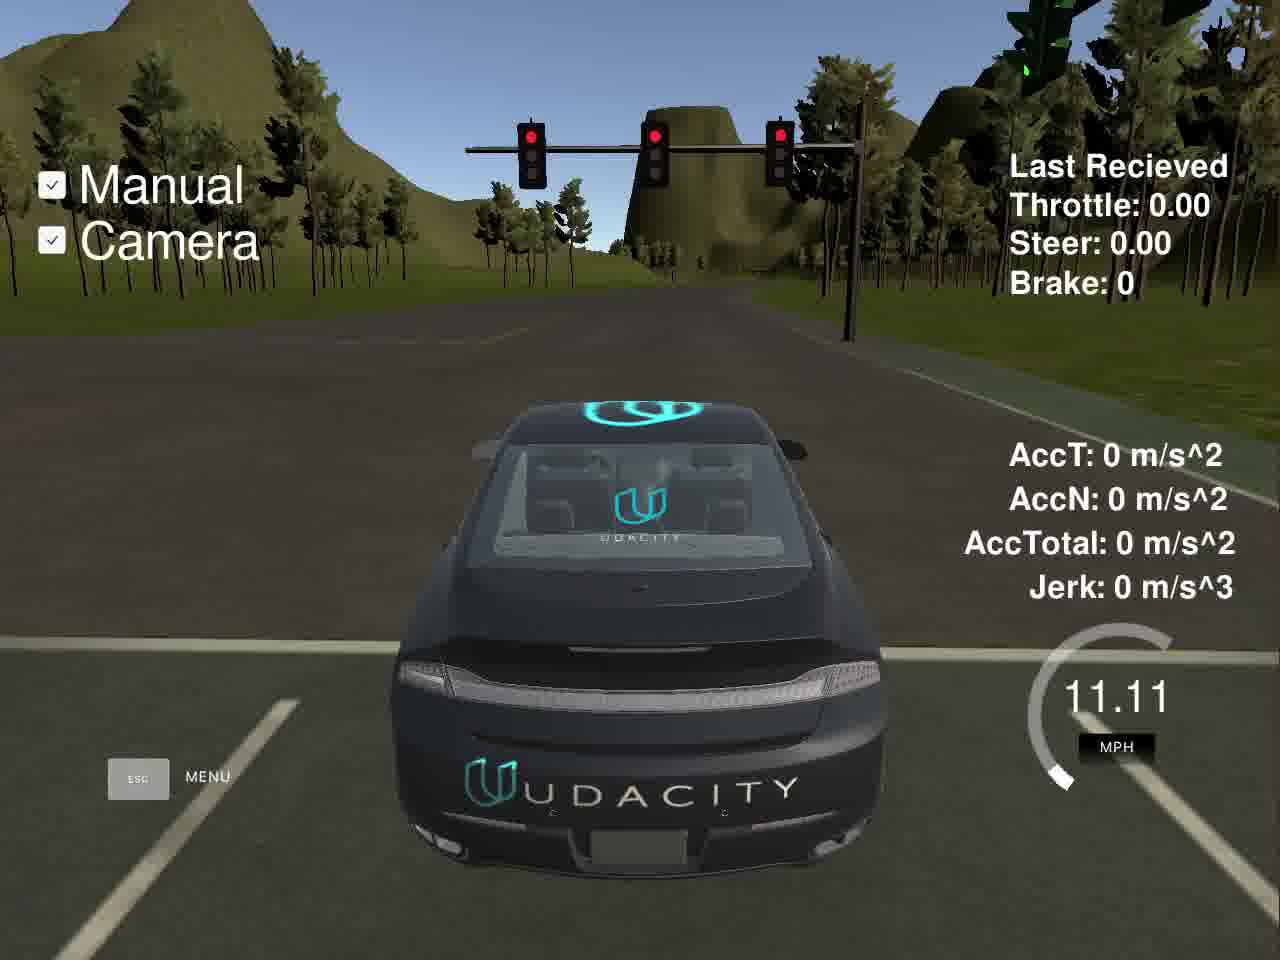 Manual
Camera
Last Recieved
Throttle: 0.00
Steer: 0.00
Brake: 0
UDACITY
AccT: 0 m/s^2
AccN: 0 m/s^2
AccTotal: 0 m/s^2
Jerk: 0 m/s^3
11.11
MPH
ESC MENU
UDACITY